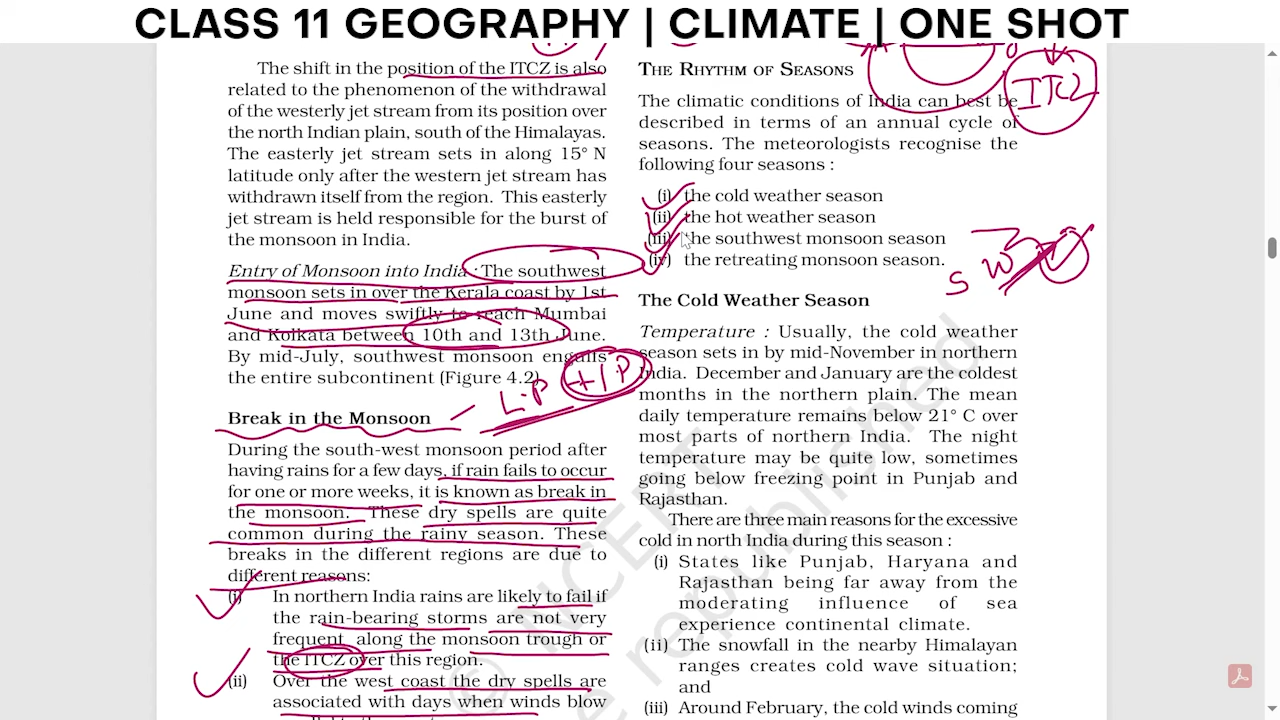 CLASS 11 GEOGRAPHY | CLIMATE | ONE SHOT
The shift in the position of the ITCZ is also
related to the phenomenon of the withdrawal
of the westerly jet stream from its position over
the north Indian plain, south of the Himalayas.
The easterly jet stream sets in along 15° N
latitude only after the western jet stream has
withdrawn itself from the region. This easterly
jet stream is held responsible for the burst of
the monsoon in India.
Entry of Monsoon into India : The southwest
monsoon sets in over the Kerala coast by 1st
June and moves swiftly to reach Mumbai
and Kolkata between 10th and 13th June.
By mid-July, southwest monsoon engulfs
the entire subcontinent (Figure 4.2)
L.P
Break in the Monsoon
During the south-west monsoon period after
having rains for a few days, if rain fails to occur
for one or more weeks, it is known as break in
the monsoon. These dry spells are quite
common during the rainy season. These
breaks in the different regions are due to
different reasons:
(i) In northern India rains are likely to fail if
the rain-bearing storms are not very
frequent along the monsoon trough or
the ITCZ over this region.
(ii) Over the west coast the dry spells are
associated with days when winds blow
THE RHYTHM OF SEASONS
ITCZ
The climatic conditions of India can best be
described in terms of an annual cycle of
seasons. The meteorologists recognise the
following four seasons :
(i) the cold weather season
(ii) the hot weather season
(iii) the southwest monsoon season
(iv) the retreating monsoon season.
S W
The Cold Weather Season
Temperature : Usually, the cold weather
season sets in by mid-November in northern
India. December and January are the coldest
months in the northern plain. The mean
daily temperature remains below 21° C over
most parts of northern India. The night
temperature may be quite low, sometimes
going below freezing point in Punjab and
Rajasthan.
There are three main reasons for the excessive
cold in north India during this season :
(i) States like Punjab, Haryana and
Rajasthan being far away from the
moderating influence of sea
experience continental climate.
(ii) The snowfall in the nearby Himalayan
ranges creates cold wave situation;
and
(iii) Around February, the cold winds coming
© NCERT
republished